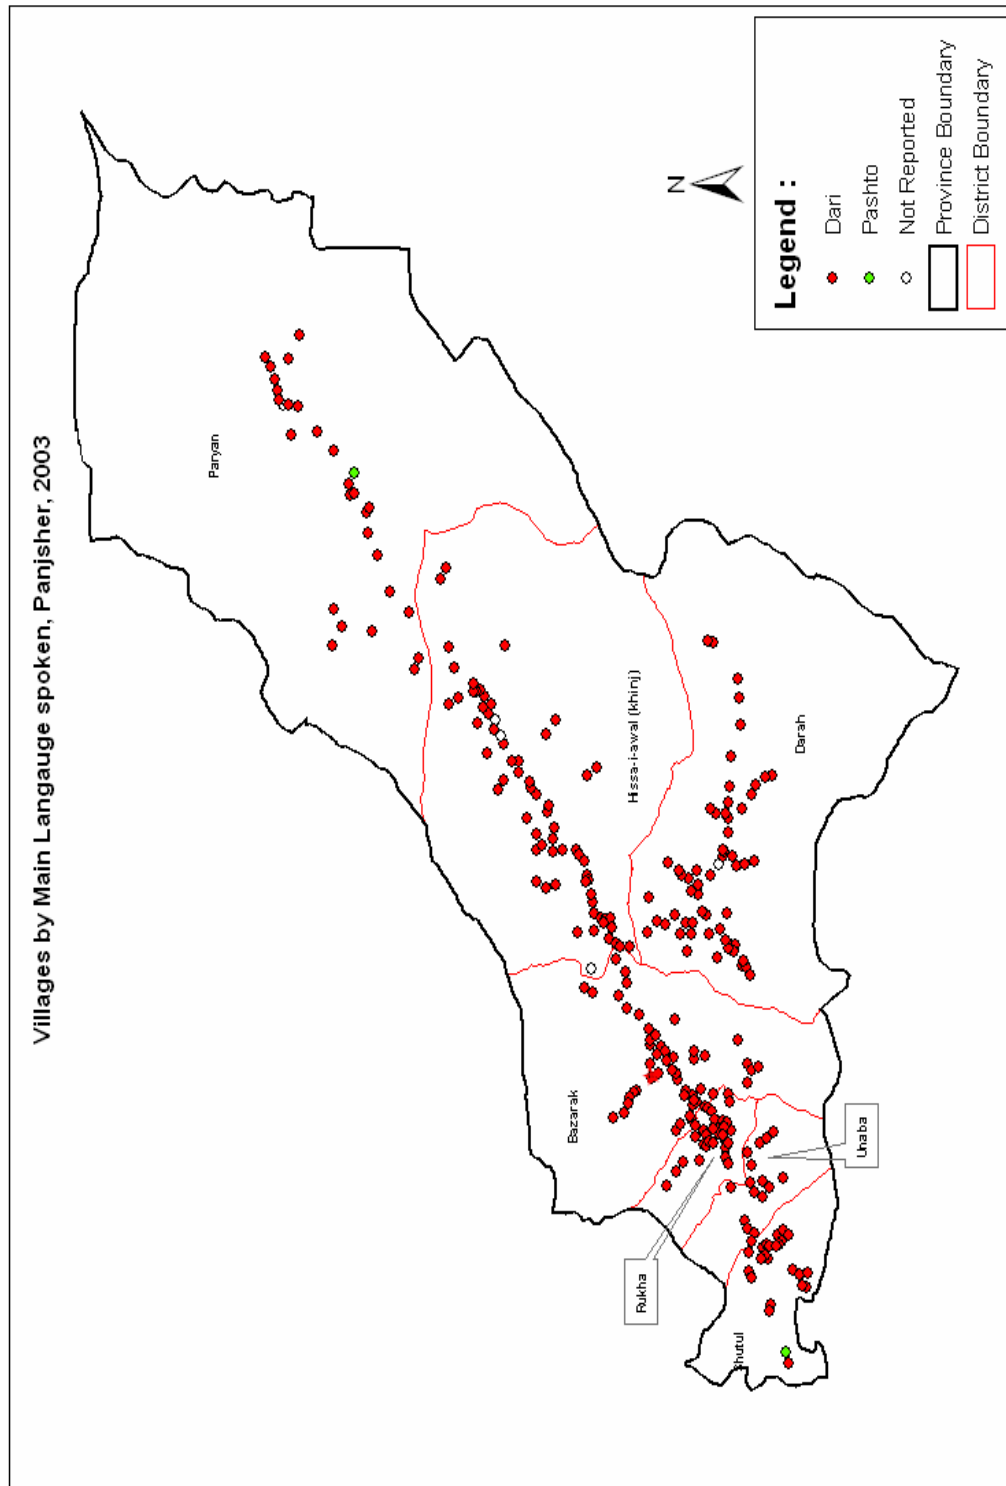 Villages by Main Langauge spoken, Panjsher, 2003
Paryan
Hissa-i-awal (khinj)
Darah
Bazarak
Unaba
Rukha
Shutul
N
Legend :
Dari
Pashto
Not Reported
Province Boundary
District Boundary